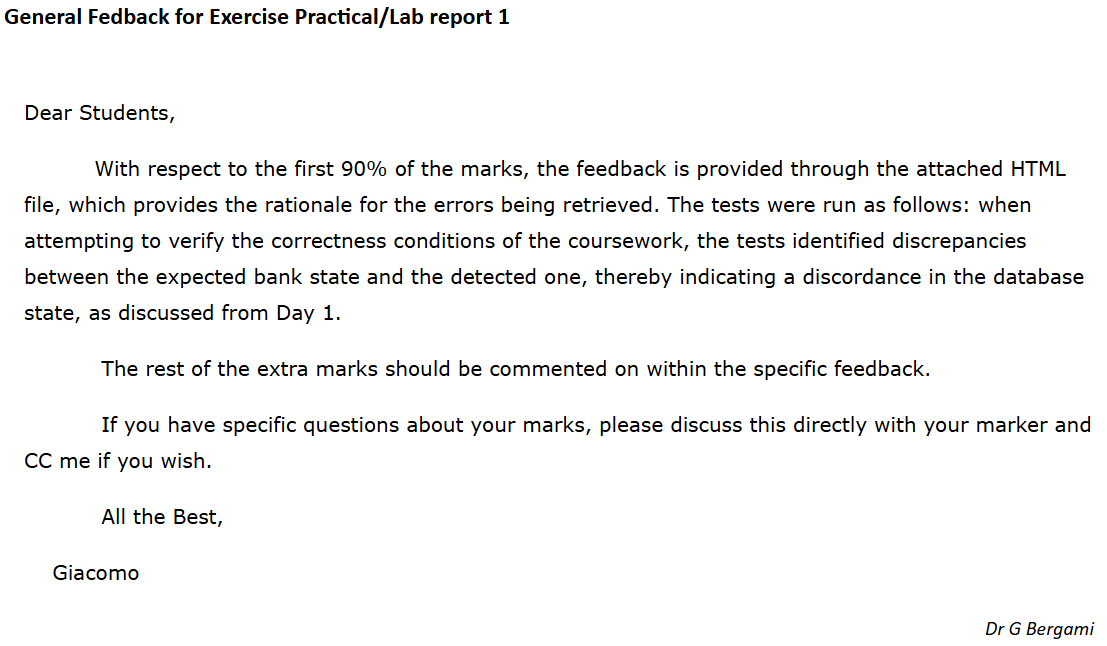 General Fedback for Exercise Practical/Lab report 1
Dear Students,
With respect to the first 90% of the marks, the feedback is provided through the attached HTML
file, which provides the rationale for the errors being retrieved. The tests were run as follows: when
attempting to verify the correctness conditions of the coursework, the tests identified discrepancies
between the expected bank state and the detected one, thereby indicating a discordance in the database
state, as discussed from Day 1.
The rest of the extra marks should be commented on within the specific feedback.
If you have specific questions about your marks, please discuss this directly with your marker and
CC me if you wish.
All the Best,
Giacomo
Dr G Bergami